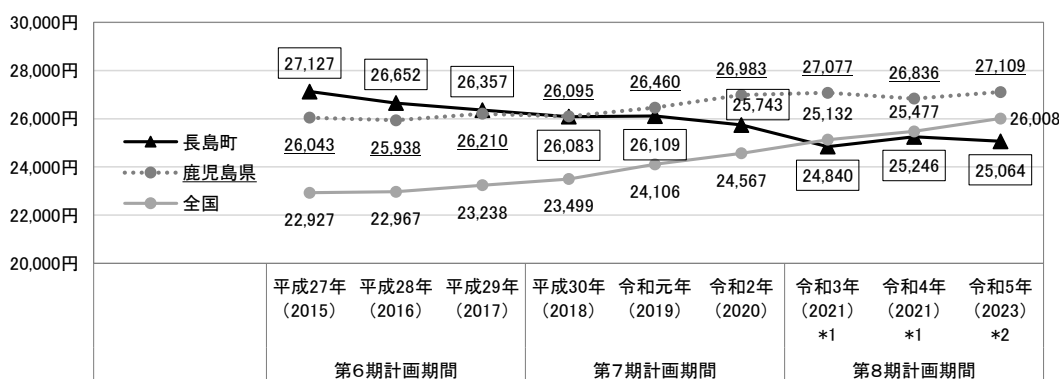 30,000円
28,000円
26,000円
24,000円
22,000円
20,000円
長島町
鹿児島県
全国
27,127
26,652
26,357
26,083
26,109
25,743
24,840
25,246
25,064
26,043
25,938
26,210
26,095
26,460
26,983
27,077
26,836
27,109
22,927
22,967
23,238
23,499
24,106
24,567
25,132
25,477
26,008
平成27年
(2015)
平成28年
(2016)
平成29年
(2017)
平成30年
(2018)
令和元年
(2019)
令和2年
(2020)
令和3年
(2021)
*1
令和4年
(2021)
*1
令和5年
(2023)
*2
第6期計画期間
第7期計画期間
第8期計画期間